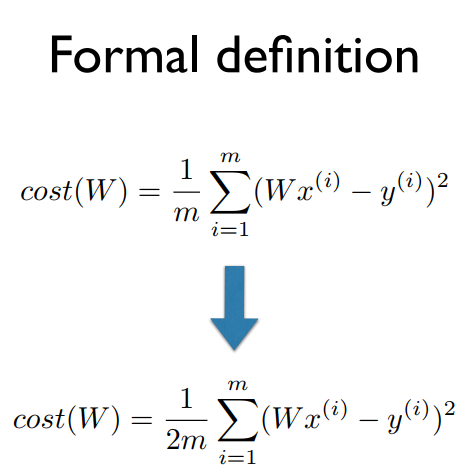 Formal definition
$cost(W) = \frac{1}{m} \sum_{i=1}^{m} (Wx^{(i)} - y^{(i)})^2$
$cost(W) = \frac{1}{2m} \sum_{i=1}^{m} (Wx^{(i)} - y^{(i)})^2$